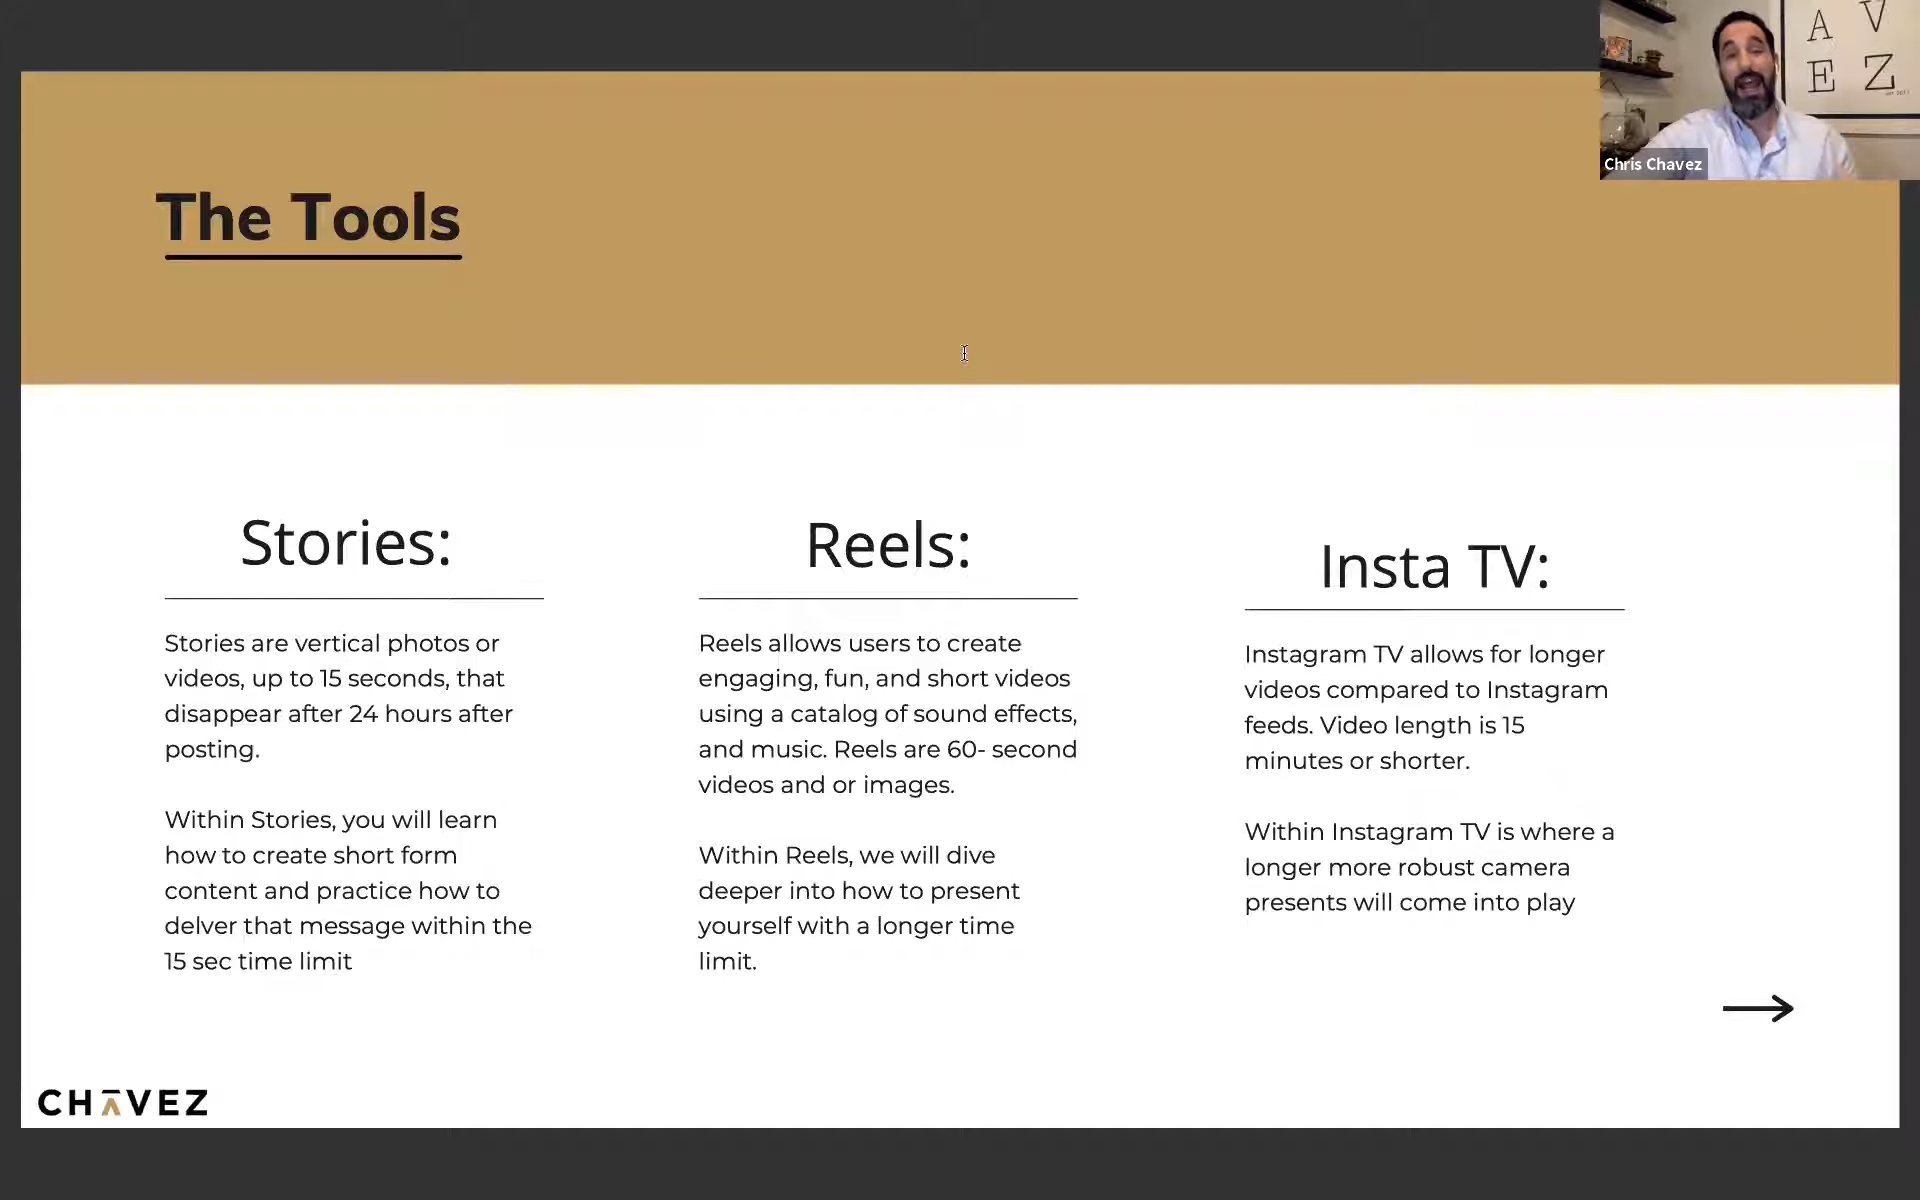 A V
E Z
Chris Chavez
The Tools
Stories:
Stories are vertical photos or
videos, up to 15 seconds, that
disappear after 24 hours after
posting.
Within Stories, you will learn
how to create short form
content and practice how to
delver that message within the
15 sec time limit
Reels:
Reels allows users to create
engaging, fun, and short videos
using a catalog of sound effects,
and music. Reels are 60- second
videos and or images.
Within Reels, we will dive
deeper into how to present
yourself with a longer time
limit.
Insta TV:
Instagram TV allows for longer
videos compared to Instagram
feeds. Video length is 15
minutes or shorter.
Within Instagram TV is where a
longer more robust camera
presents will come into play
CHAVEZ